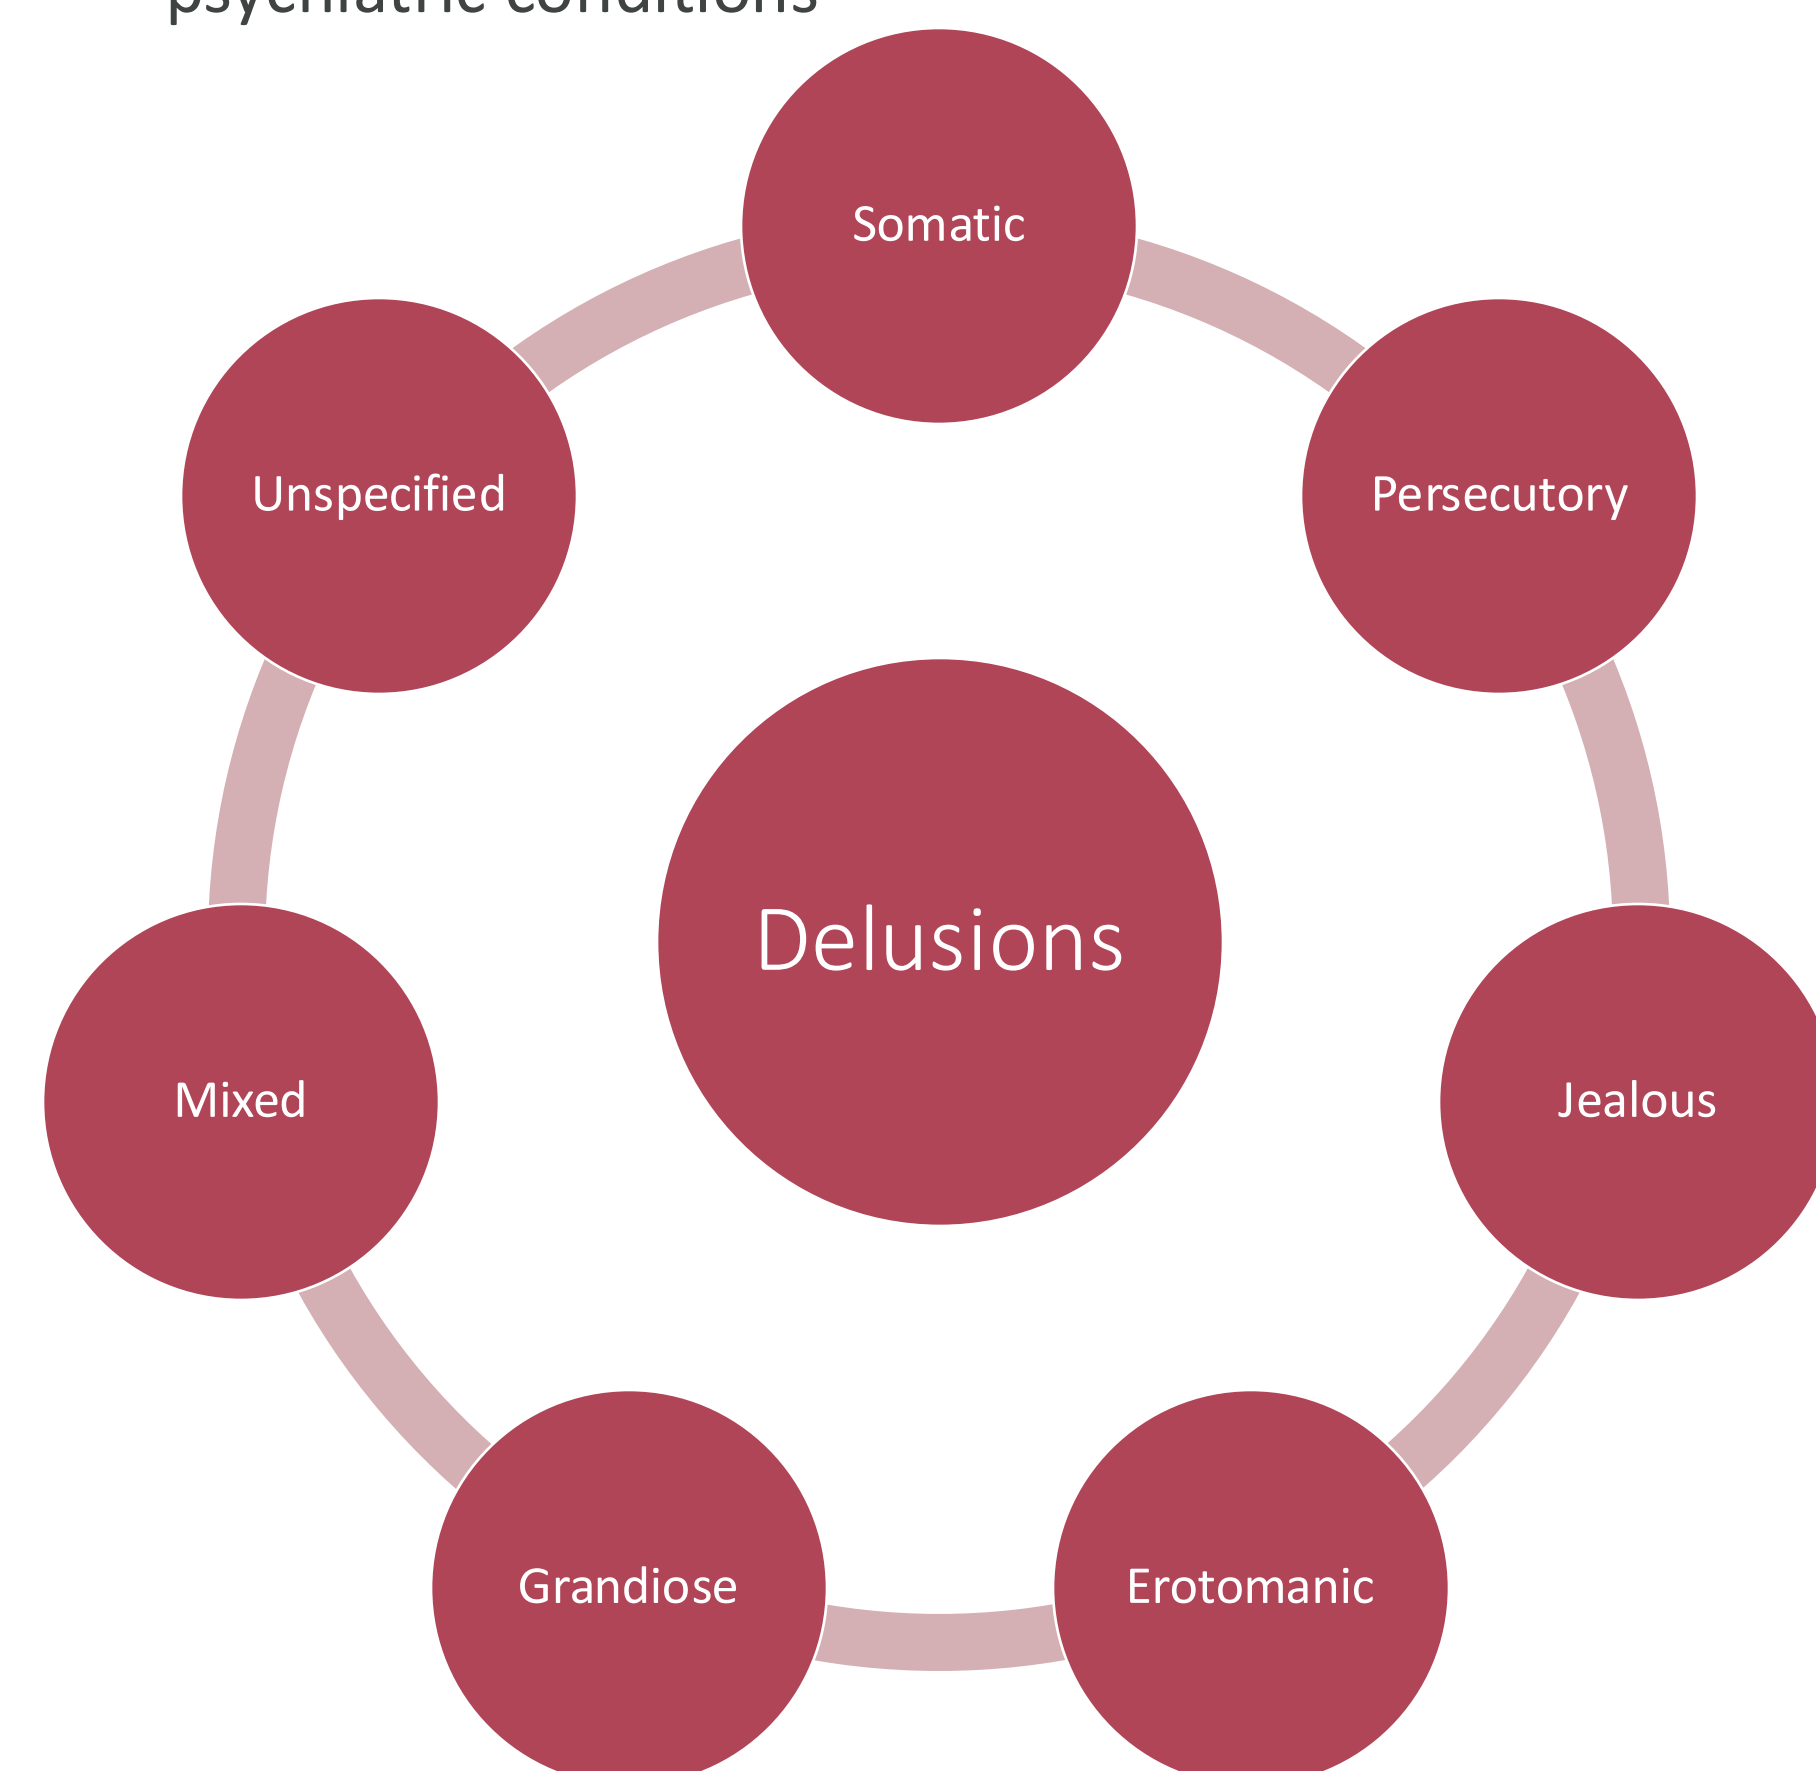 psychiatric conditions
Somatic
Unspecified
Persecutory
Delusions
Mixed
Jealous
Grandiose
Erotomanic